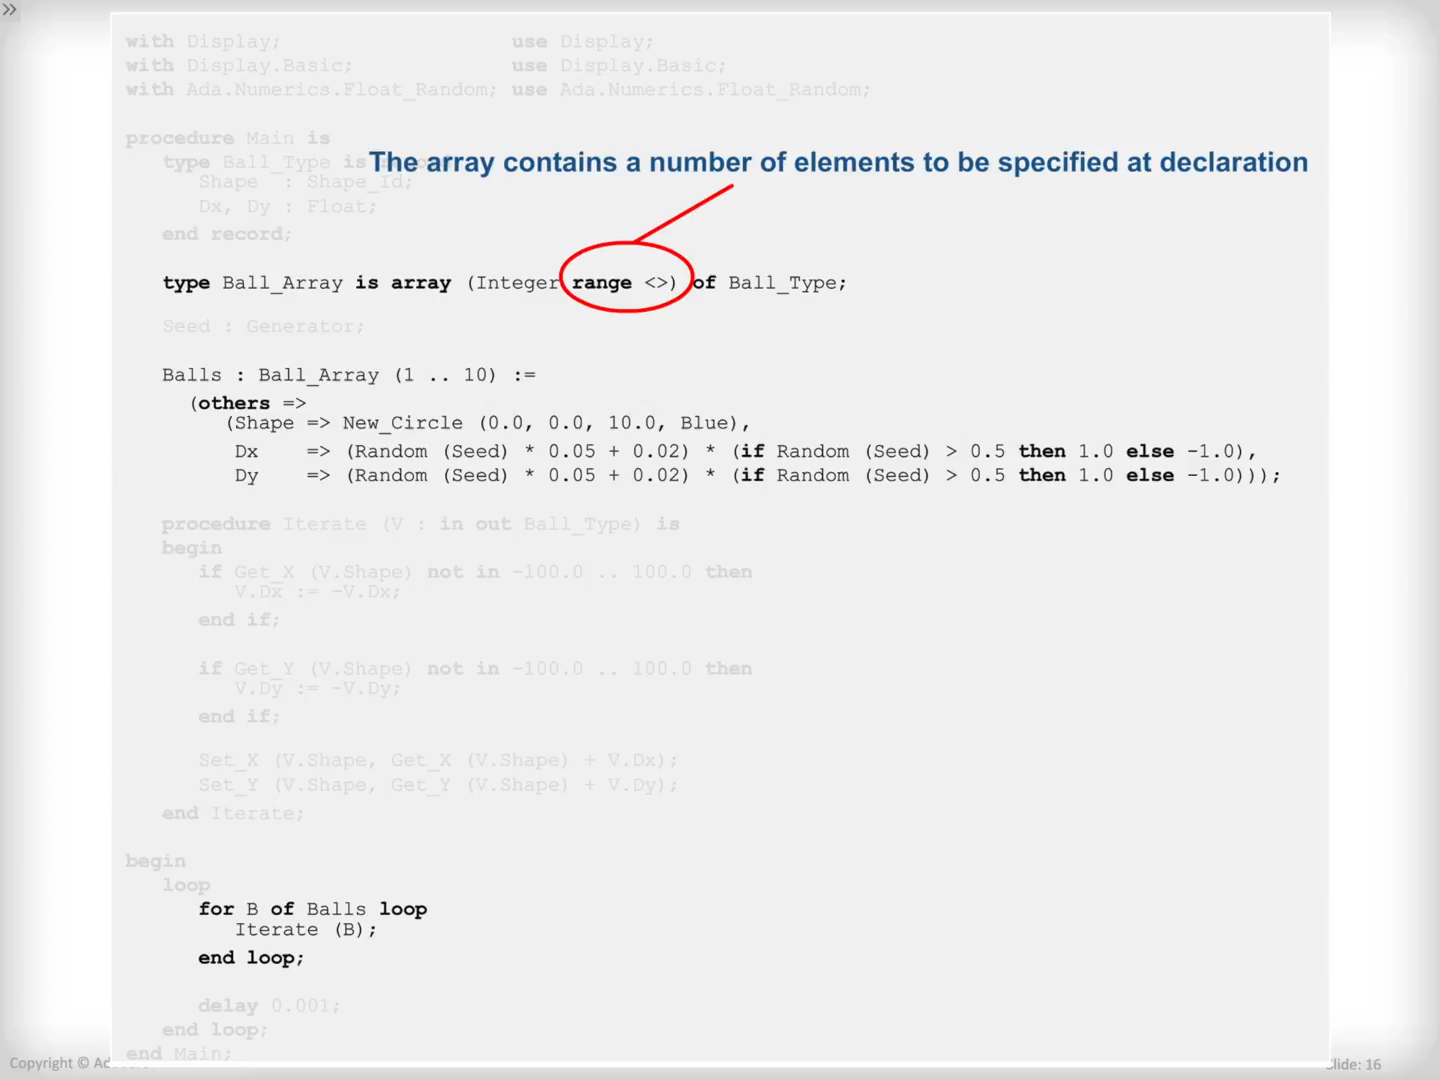 »
with Display; use Display;
with Display.Basic; use Display.Basic;
with Ada.Numerics.Float_Random; use Ada.Numerics.Float_Random;
procedure Main is
type Ball_Type is
The array contains a number of elements to be specified at declaration
Shape : Shape_Id;
Dx, Dy : Float;
end record;
type Ball_Array is array (Integer range <>) of Ball_Type;
Seed : Generator;
Balls : Ball_Array (1 .. 10) :=
(others =>
(Shape => New_Circle (0.0, 0.0, 10.0, Blue),
Dx => (Random (Seed) * 0.05 + 0.02) * (if Random (Seed) > 0.5 then 1.0 else -1.0),
Dy => (Random (Seed) * 0.05 + 0.02) * (if Random (Seed) > 0.5 then 1.0 else -1.0)));
procedure Iterate (V : in out Ball_Type) is
begin
if Get_X (V.Shape) not in -100.0 .. 100.0 then
V.Dx := -V.Dx;
end if;
if Get_Y (V.Shape) not in -100.0 .. 100.0 then
V.Dy := -V.Dy;
end if;
Set_X (V.Shape, Get_X (V.Shape) + V.Dx);
Set_Y (V.Shape, Get_Y (V.Shape) + V.Dy);
end Iterate;
begin
loop
for B of Balls loop
Iterate (B);
end loop;
delay 0.001;
end loop;
end Main;
Copyright ©
Slide: 16